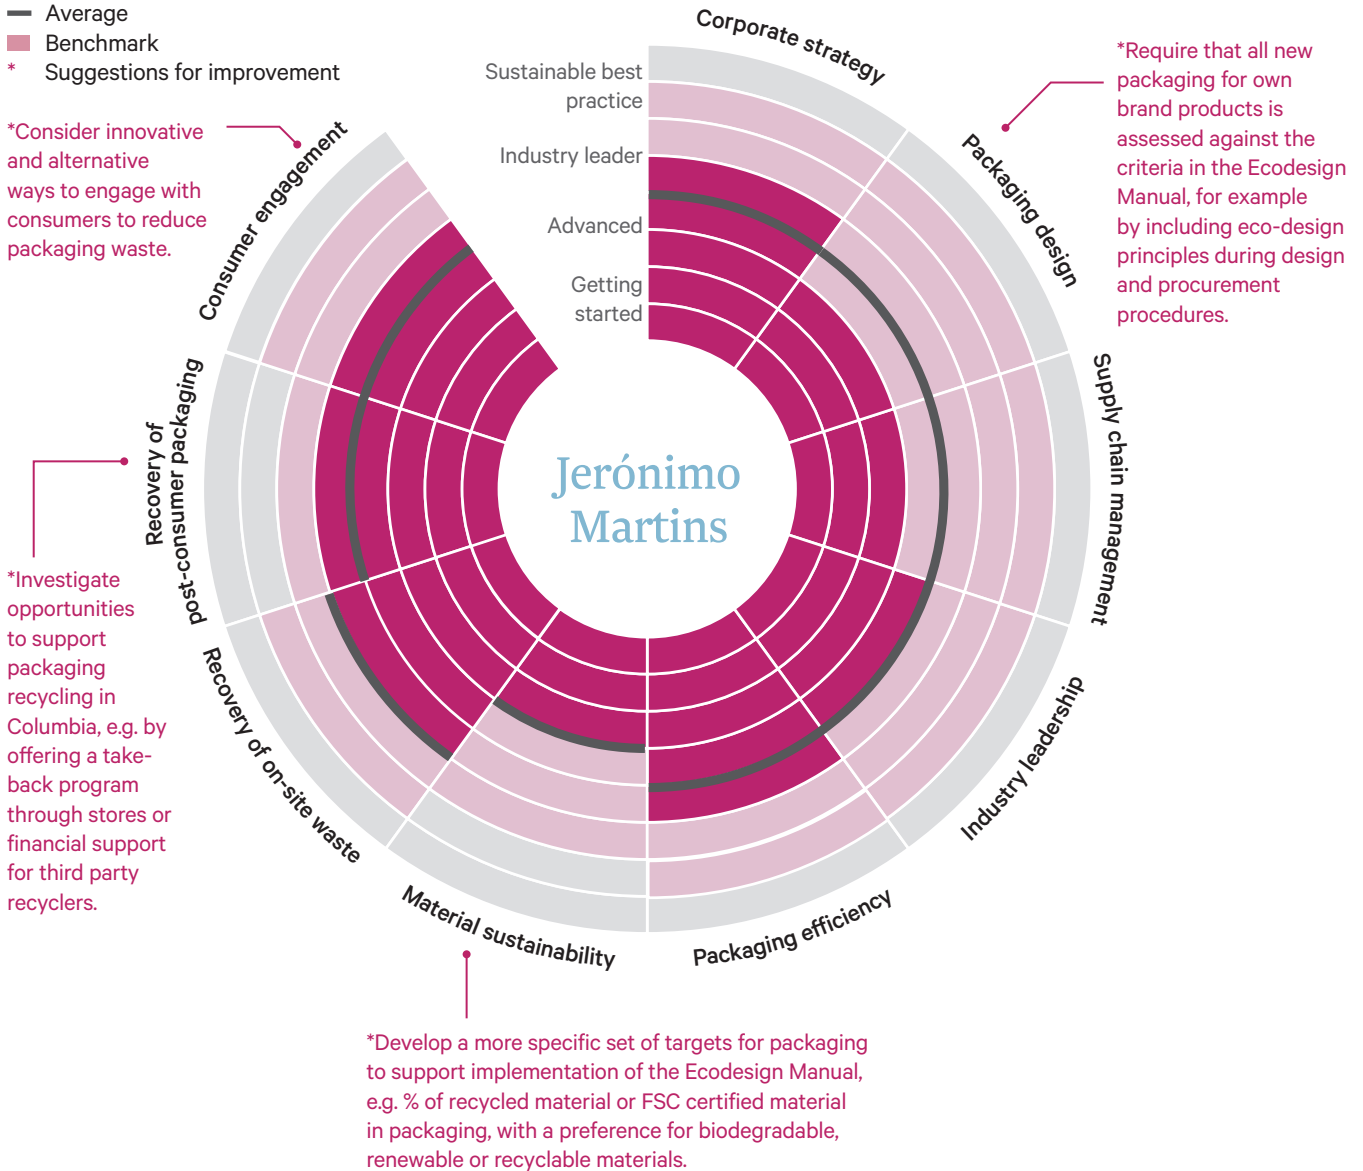 Average
Benchmark
* Suggestions for improvement
*Consider innovative
and alternative
ways to engage with
consumers to reduce
packaging waste.
Sustainable best
practice
Industry leader
Advanced
Getting
started
Corporate strategy
Packaging design
Supply chain management
Industry leadership
Packaging efficiency
Material sustainability
Recovery of on-site waste
Recovery of
post-consumer packaging
Consumer engagement
*Require that all new
packaging for own
brand products is
assessed against the
criteria in the Ecodesign
Manual, for example
by including eco-design
principles during design
and procurement
procedures.
Jerónimo
Martins
*Investigate
opportunities
to support
packaging
recycling in
Columbia, e.g. by
offering a take-
back program
through stores or
financial support
for third party
recyclers.
*Develop a more specific set of targets for packaging
to support implementation of the Ecodesign Manual,
e.g. % of recycled material or FSC certified material
in packaging, with a preference for biodegradable,
renewable or recyclable materials.